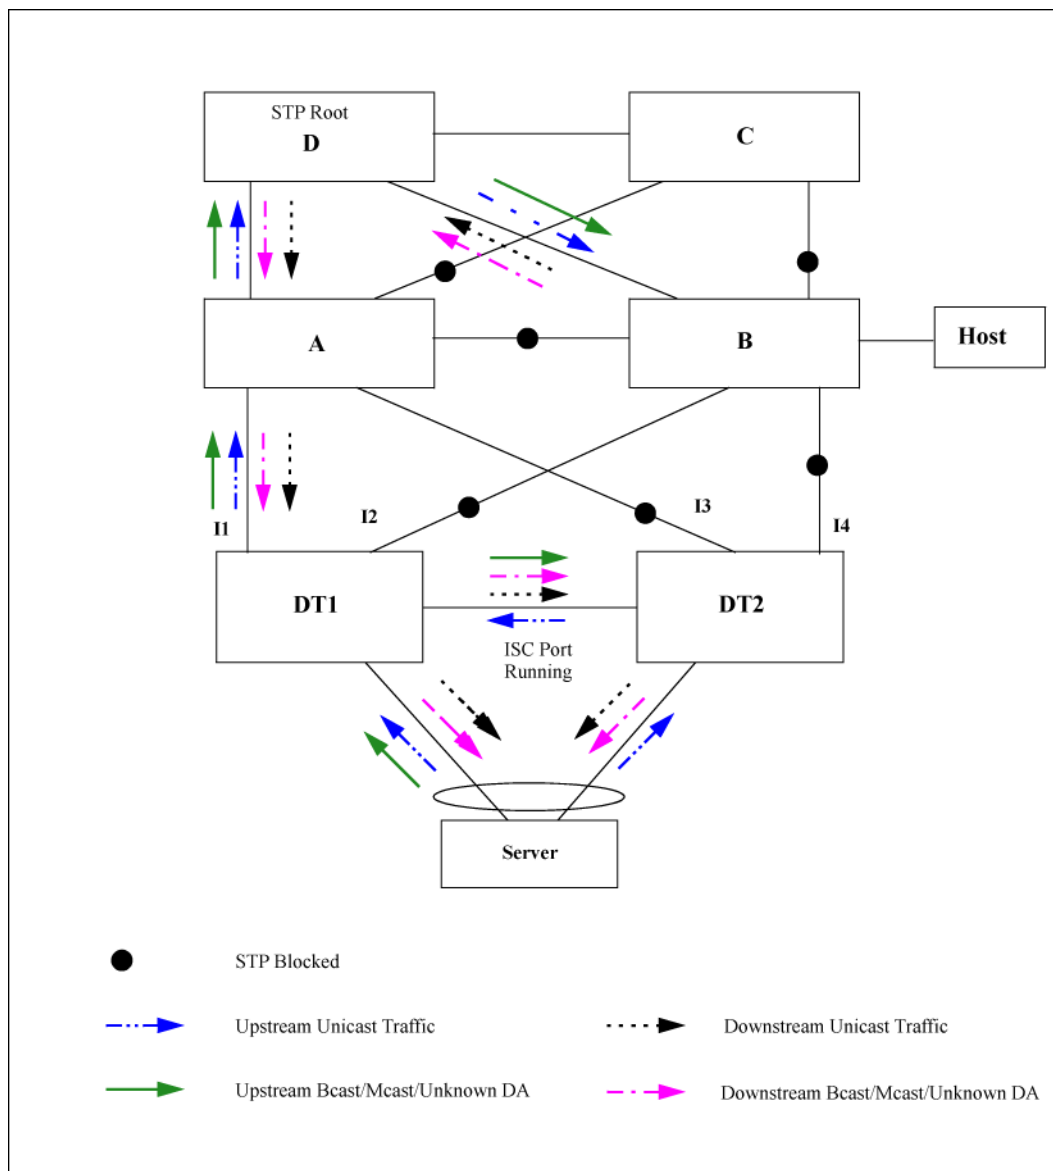 STP Root
D
C
A
B
Host
I1
I2
I3
I4
DT1
DT2
ISC Port
Running
Server
STP Blocked
Upstream Unicast Traffic
Downstream Unicast Traffic
Upstream Bcast/Mcast/Unknown DA
Downstream Bcast/Mcast/Unknown DA